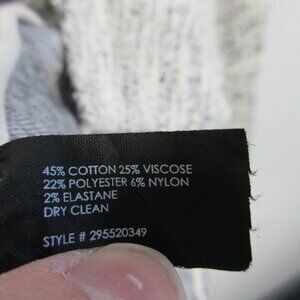 45% COTTON 25% VISCOSE
22% POLYESTER 6% NYLON
2% ELASTANE
DRY CLEAN
STYLE # 295520349